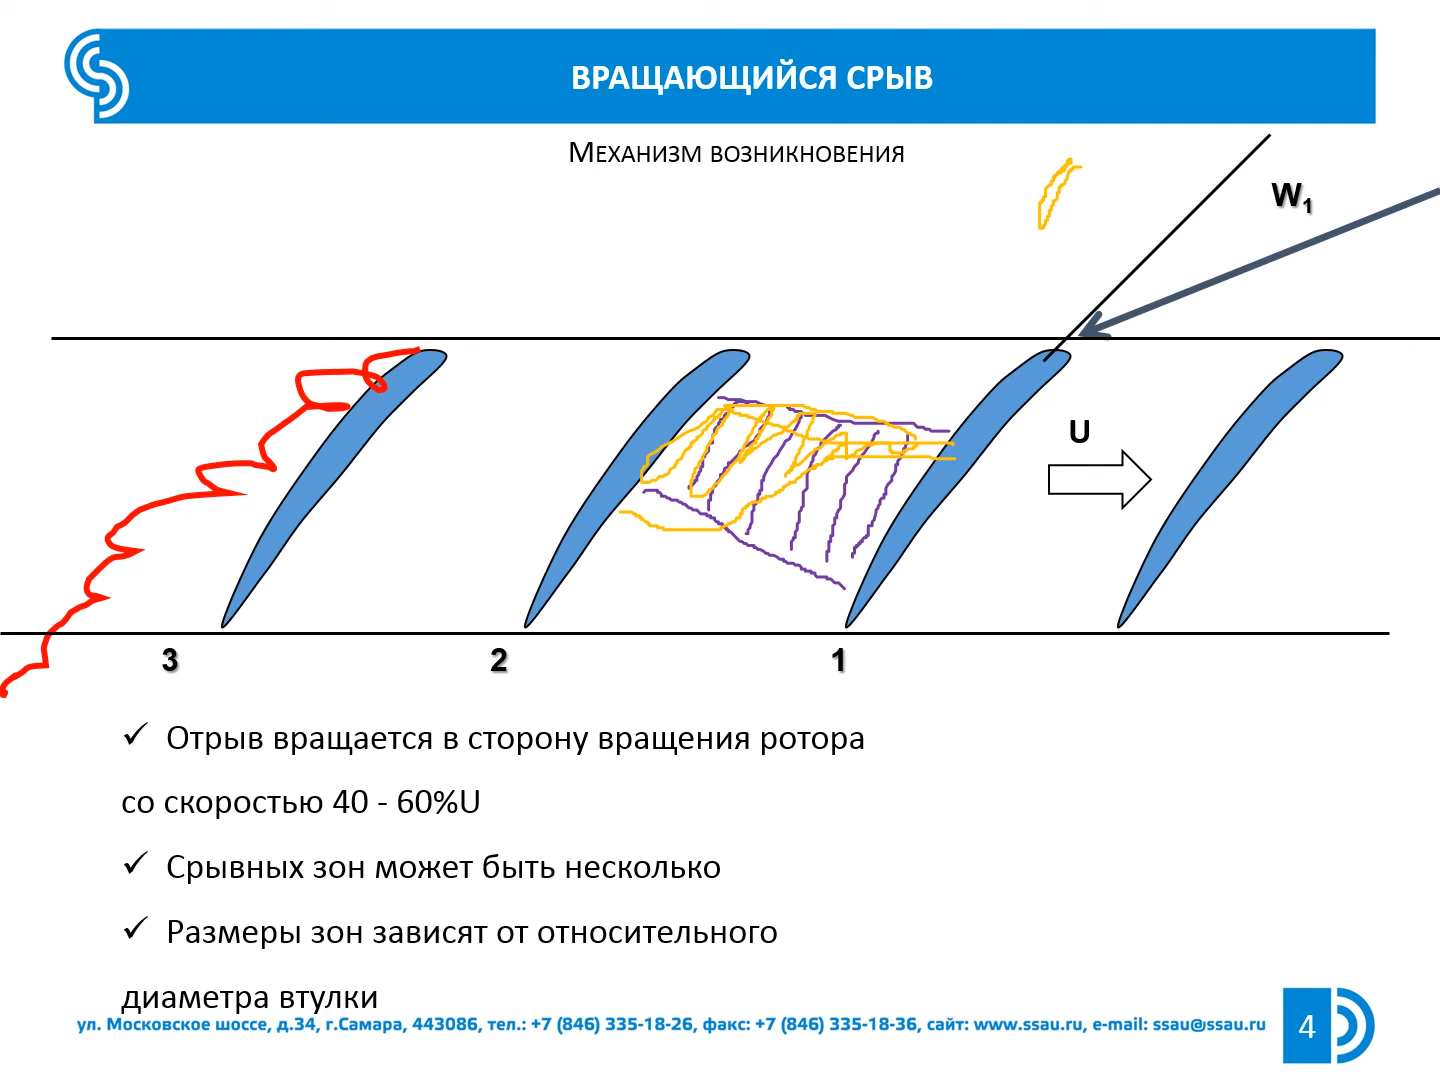 ВРАЩАЮЩИЙСЯ СРЫВ
МЕХАНИЗМ ВОЗНИКНОВЕНИЯ
W1
U
3
2
1
✓ Отрыв вращается в сторону вращения ротора
со скоростью 40 - 60%U
✓ Срывных зон может быть несколько
✓ Размеры зон зависят от относительного
диаметра втулки
ул. Московское шоссе, д.34, г.Самара, 443086, тел.: +7 (846) 335-18-26, факс: +7 (846) 335-18-36, сайт: www.ssau.ru, e-mail: ssau@ssau.ru
4